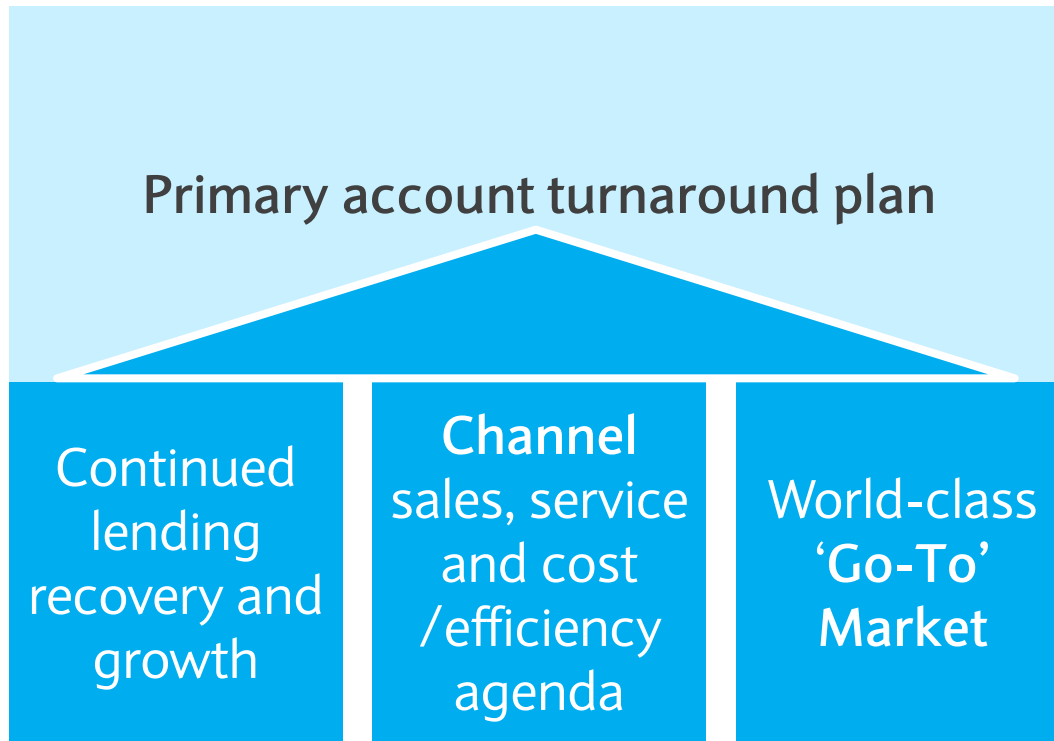 Primary account turnaround plan
Continued
lending
recovery and
growth
Channel
sales, service
and cost
/efficiency
agenda
World-class
‘Go-To’
Market